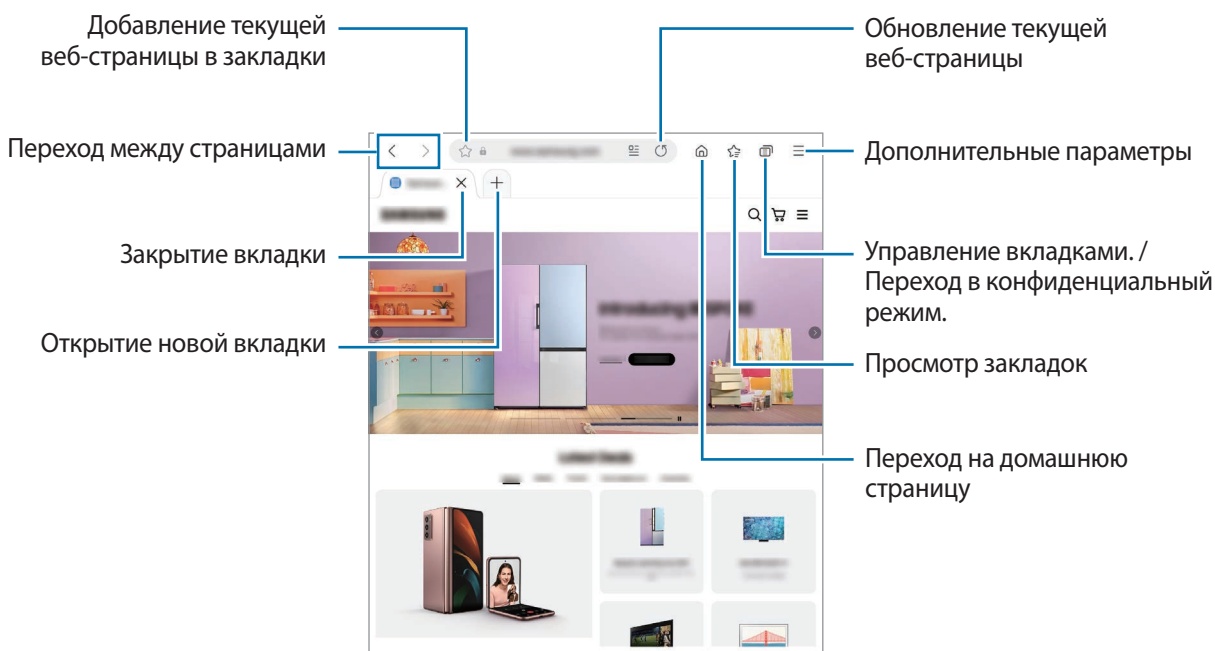 Добавление текущей
веб-страницы в закладки
Переход между страницами
Закрытие вкладки
Открытие новой вкладки
Обновление текущей
веб-страницы
Дополнительные параметры
Управление вкладками. /
Переход в конфиденциальный
режим.
Просмотр закладок
Переход на домашнюю
страницу